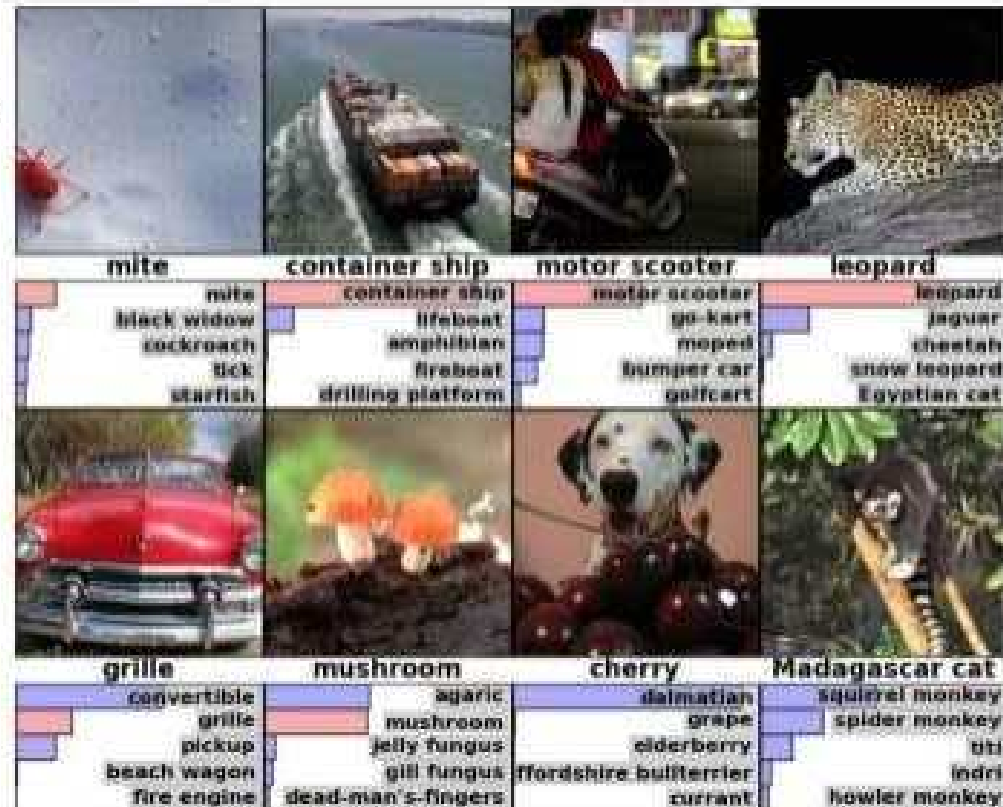 mite
container ship
motor scooter
leopard
mite
black widow
cockroach
tick
starfish
container ship
lifeboat
amphibian
fireboat
drilling platform
motor scooter
go-kart
moped
bumper car
golfcart
leopard
jaguar
cheetah
snow leopard
Egyptian cat
grille
mushroom
cherry
Madagascar cat
convertible
grille
pickup
beach wagon
fire engine
agaric
mushroom
jelly fungus
gill fungus
dead-man's-fingers
dalmatian
grape
elderberry
ffordshire bullterrier
currant
squirrel monkey
spider monkey
titi
indri
howler monkey